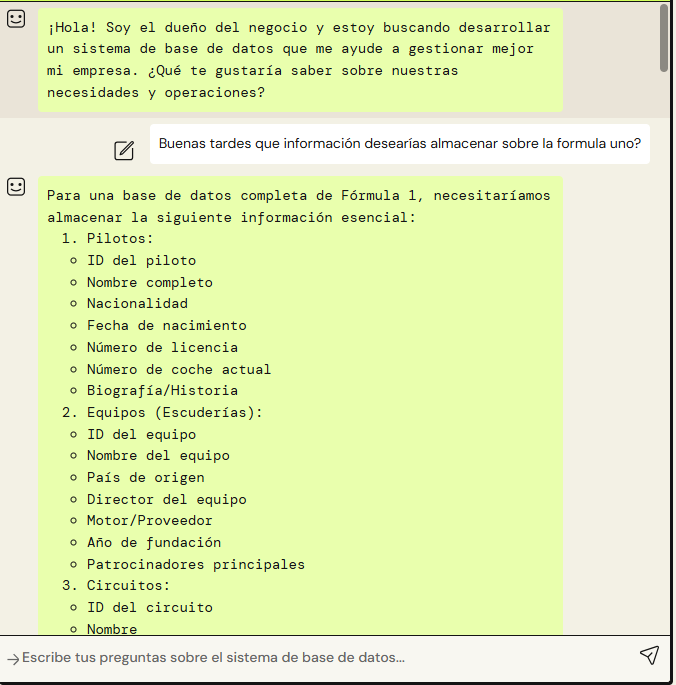 ¡Hola! Soy el dueño del negocio y estoy buscando desarrollar
un sistema de base de datos que me ayude a gestionar mejor
mi empresa. ¿Qué te gustaría saber sobre nuestras
necesidades y operaciones?
Buenas tardes que información desearías almacenar sobre la formula uno?
Para una base de datos completa de Fórmula 1, necesitaríamos
almacenar la siguiente información esencial:
1. Pilotos:
ID del piloto
Nombre completo
Nacionalidad
Fecha de nacimiento
Número de licencia
Número de coche actual
Biografía/Historia
2. Equipos (Escuderías):
ID del equipo
Nombre del equipo
País de origen
Director del equipo
Motor/Proveedor
Año de fundación
Patrocinadores principales
3. Circuitos:
ID del circuito
Nombre
Escribe tus preguntas sobre el sistema de base de datos...